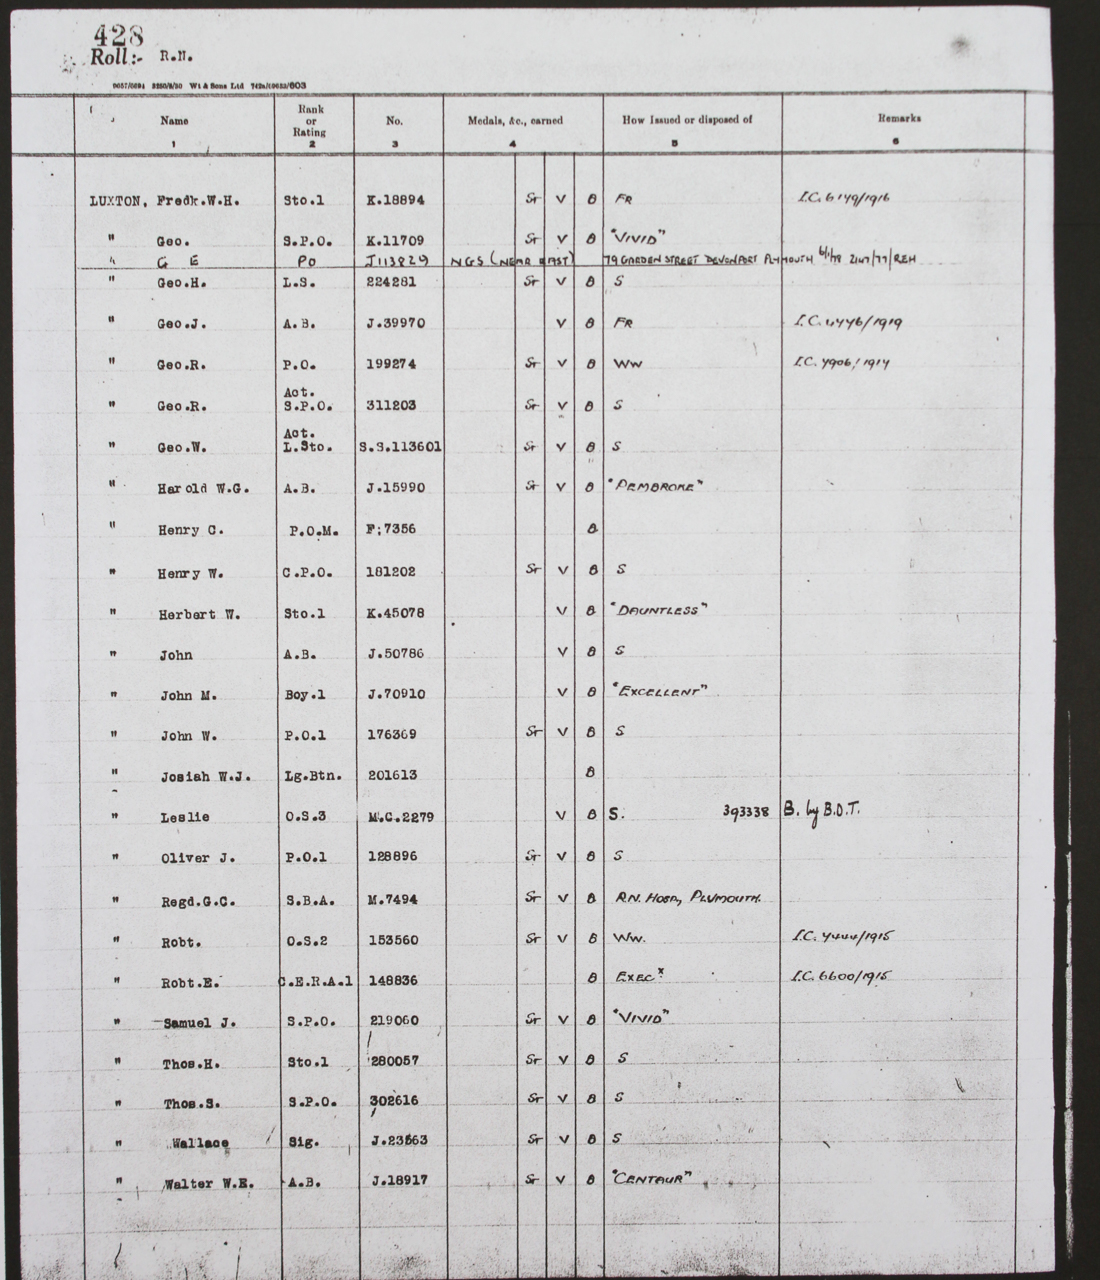 428
Roll:- R.N.
Wt & Sons Ltd
Name Rank or Rating No. Medals, &c., earned How Issued or disposed of Remarks
1 2 3 4 5 6
LUXTON, Fredk.W.H. Sto.1 K.18894 Sr V B FR I.C. 6149/1916
" Geo. S.P.O. K.11709 Sr V B "VIVID"
" G E PO J113829 NGS (NEAR EAST) 79 GARDEN STREET DEVONPORT PLYMOUTH
" Geo.H. L.S. 224281 Sr V B S
" Geo.J. A.B. J.39970 V B FR I.C. 4446/1919
" Geo.R. P.O. 199274 Sr V B WW I.C. 4906/1914
" Geo.R. Act. S.P.O. 311203 Sr V B S
" Geo.W. Act. L.Sto. S.S.113601 Sr V B S
" Harold W.G. A.B. J.15990 Sr V B "PEMBROKE"
" Henry C. P.O.M. F;7356 B
" Henry W. C.P.O. 181202 Sr V B S
" Herbert W. Sto.1 K.45078 V B "DAUNTLESS"
" John A.B. J.50786 V B S
" John M. Boy.1 J.70910 V B "EXCELLENT"
" John W. P.O.1 176369 Sr V B S
" Josiah W.J. Lg.Btn. 201613 B
" Leslie O.S.3 M.C.2279 V B S. 393338 B. by B.O.T.
" Oliver J. P.O.1 128896 Sr V B S
" Regd.G.C. S.B.A. M.7494 Sr V B R.N. HOSP, PLYMOUTH.
" Robt. O.S.2 153560 Sr V B WW. I.C. 4444/1915
" Robt.E. C.E.R.A.1 148836 B EXEC x I.C. 6600/1915
" Samuel J. S.P.O. 219060 Sr V B "VIVID"
" Thos.H. Sto.1 280057 Sr V B S
" Thos.S. S.P.O. 302616 Sr V B S
" Wallace Sig. J.23563 Sr V B S
" Walter W.E. A.B. J.18917 Sr V B "CENTAUR"